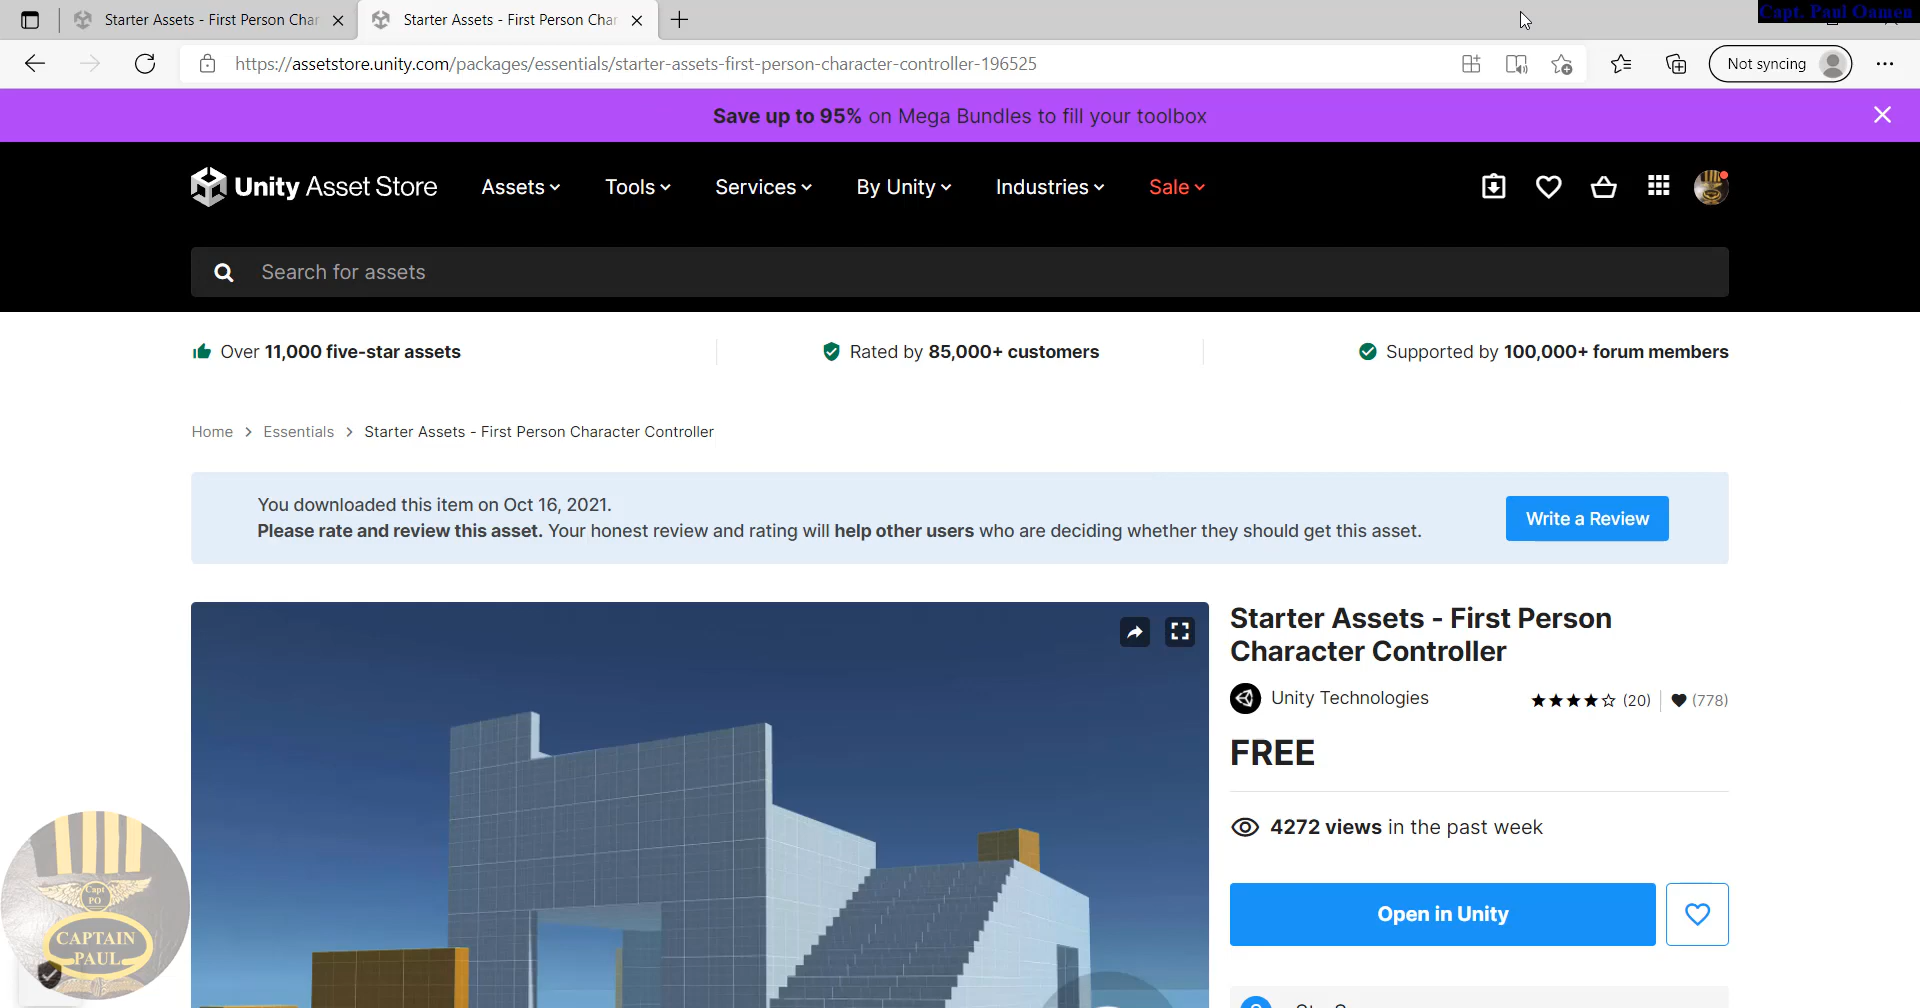 Starter Assets - First Person Char
Starter Assets - First Person Char
Capt. Paul Oamen
https://assetstore.unity.com/packages/essentials/starter-assets-first-person-character-controller-196525
Not syncing
Save up to 95% on Mega Bundles to fill your toolbox
Unity Asset Store
Assets
Tools
Services
By Unity
Industries
Sale
Search for assets
Over 11,000 five-star assets
Rated by 85,000+ customers
Supported by 100,000+ forum members
Home > Essentials > Starter Assets - First Person Character Controller
You downloaded this item on Oct 16, 2021.
Please rate and review this asset. Your honest review and rating will help other users who are deciding whether they should get this asset.
Write a Review
Starter Assets - First Person
Character Controller
Unity Technologies
(20)
(778)
FREE
4272 views in the past week
Open in Unity
Capt
PO
CAPTAIN
PAUL